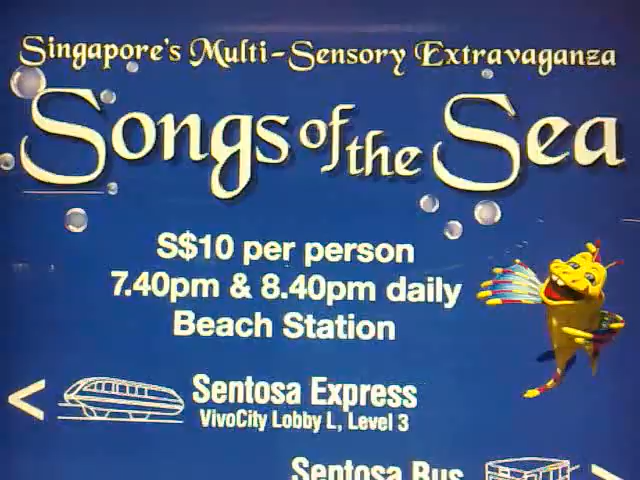 Singapore's Multi-Sensory Extravaganza
Songs of the Sea
S$10 per person
7.40pm & 8.40pm daily
Beach Station
< Sentosa Express
VivoCity Lobby L, Level 3
Sentosa Bus >